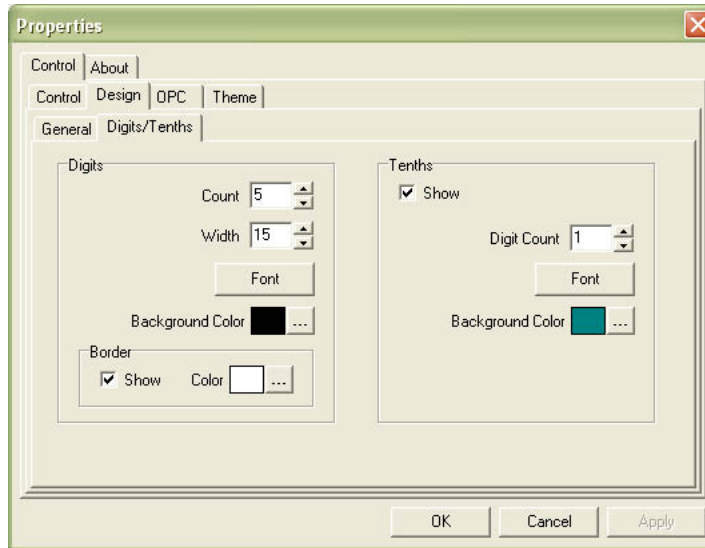 Properties
Control About
Control Design OPC Theme
General Digits/Tenths
Digits
Count 5
Width 15
Font
Background Color ...
Border
Show Color ...
Tenths
Show
Digit Count 1
Font
Background Color ...
OK Cancel Apply